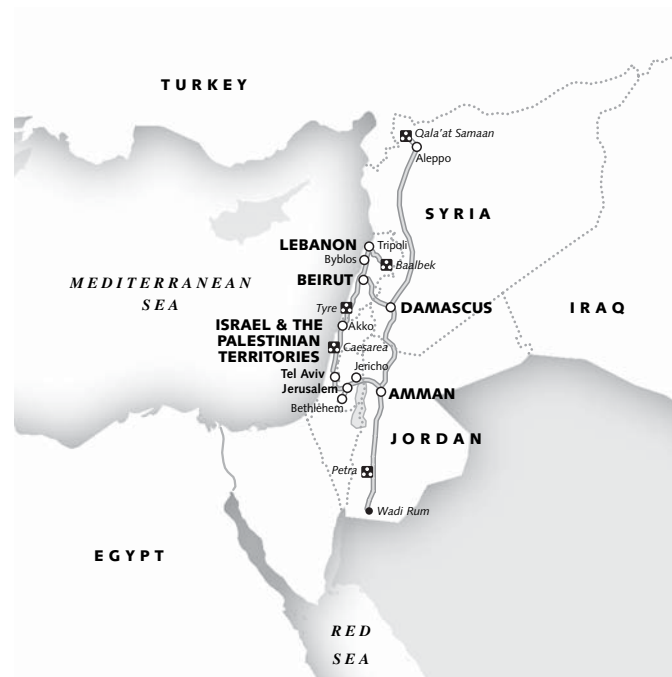 TURKEY
Qala'at Samaan
Aleppo
SYRIA
LEBANON
Tripoli
Byblos
Baalbek
BEIRUT
MEDITERRANEAN
SEA
Tyre
DAMASCUS
IRAQ
ISRAEL & THE
PALESTINIAN
TERRITORIES
Akko
Caesarea
Jericho
Tel Aviv
Jerusalem
AMMAN
Bethlehem
JORDAN
Petra
Wadi Rum
EGYPT
RED
SEA